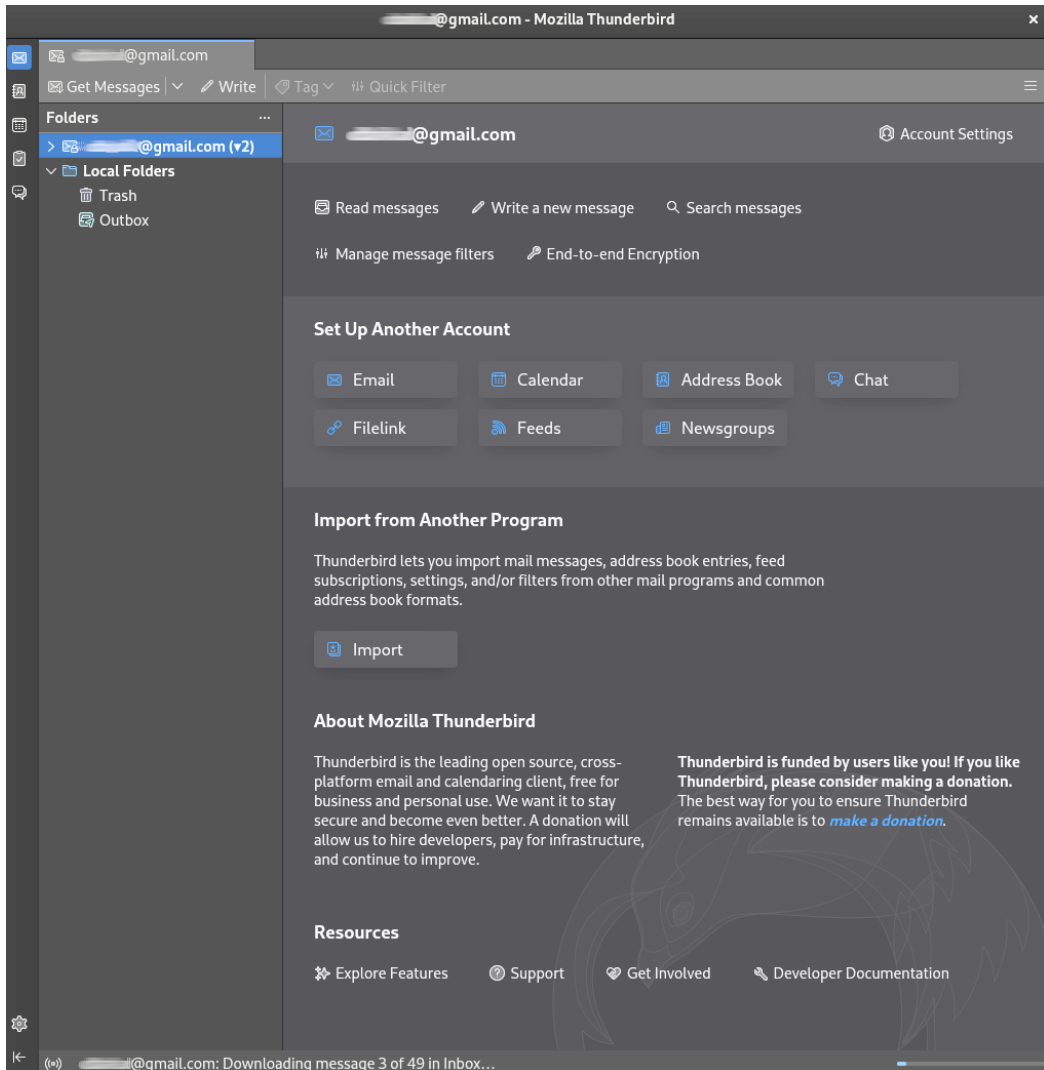 @gmail.com - Mozilla Thunderbird
@gmail.com
Get Messages Write Tag Quick Filter
Folders ...
@gmail.com (▾2)
Local Folders
Trash
Outbox
@gmail.com Account Settings
Read messages Write a new message Search messages
Manage message filters End-to-end Encryption
Set Up Another Account
Email Calendar Address Book Chat
Filelink Feeds Newsgroups
Import from Another Program
Thunderbird lets you import mail messages, address book entries, feed
subscriptions, settings, and/or filters from other mail programs and common
address book formats.
Import
About Mozilla Thunderbird
Thunderbird is the leading open source, cross-
platform email and calendaring client, free for
business and personal use. We want it to stay
secure and become even better. A donation will
allow us to hire developers, pay for infrastructure,
and continue to improve.
Thunderbird is funded by users like you! If you like
Thunderbird, please consider making a donation.
The best way for you to ensure Thunderbird
remains available is to make a donation.
Resources
Explore Features Support Get Involved Developer Documentation
@gmail.com: Downloading message 3 of 49 in Inbox...